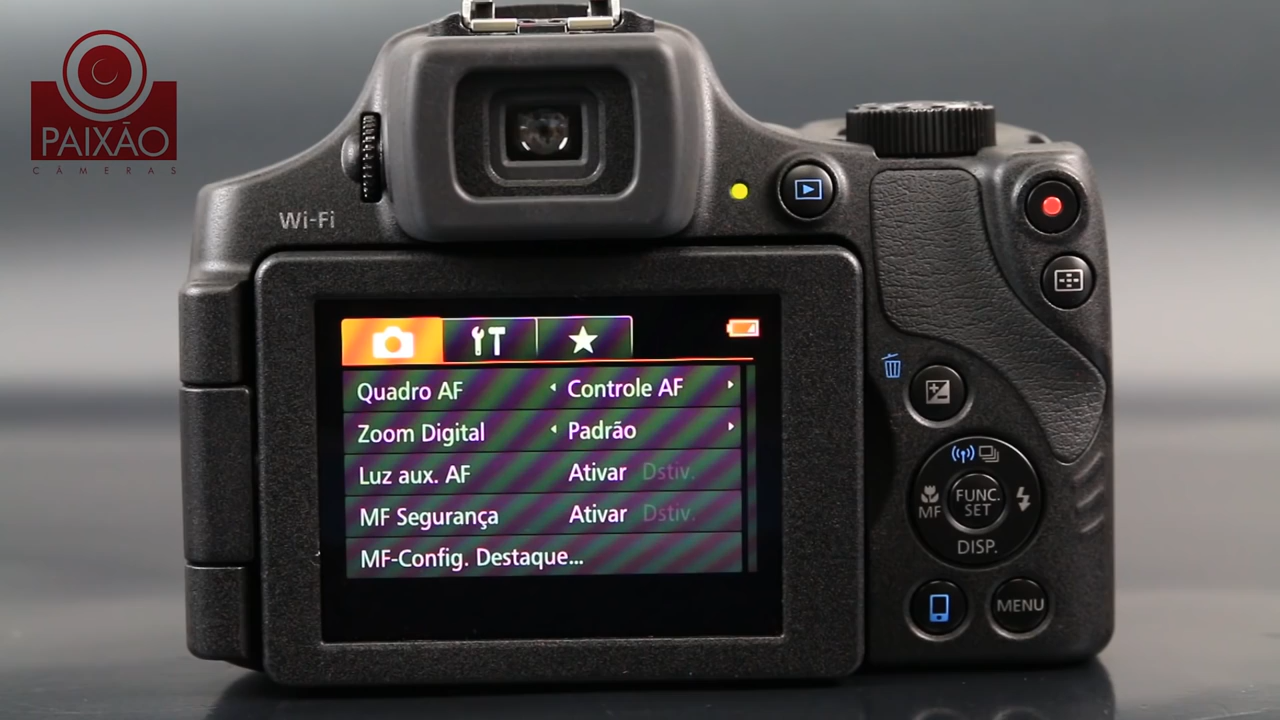 PAIXÃO
CÂMERAS
Wi-Fi
Quadro AF Controle AF
Zoom Digital Padrão
Luz aux. AF Ativar Dstiv.
MF Segurança Ativar Dstiv.
MF-Config. Destaque...
MF
FUNC.
SET
DISP.
MENU